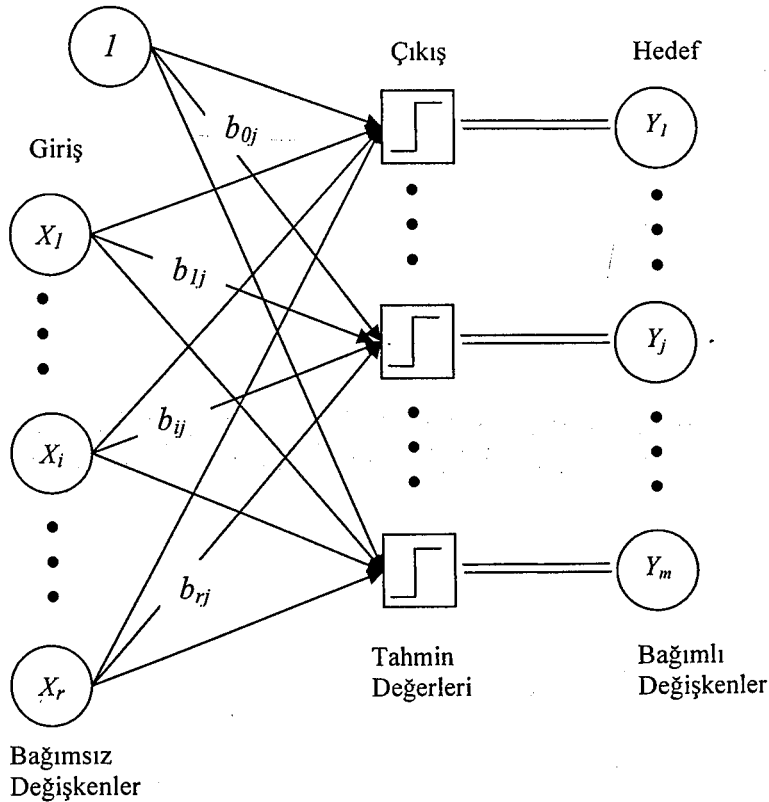 1
Çıkış
Hedef
b0j
Y1
Giriş
X1
b1j
Yj
Xi
bij
brj
Ym
Xr
Tahmin
Değerleri
Bağımlı
Değişkenler
Bağımsız
Değişkenler